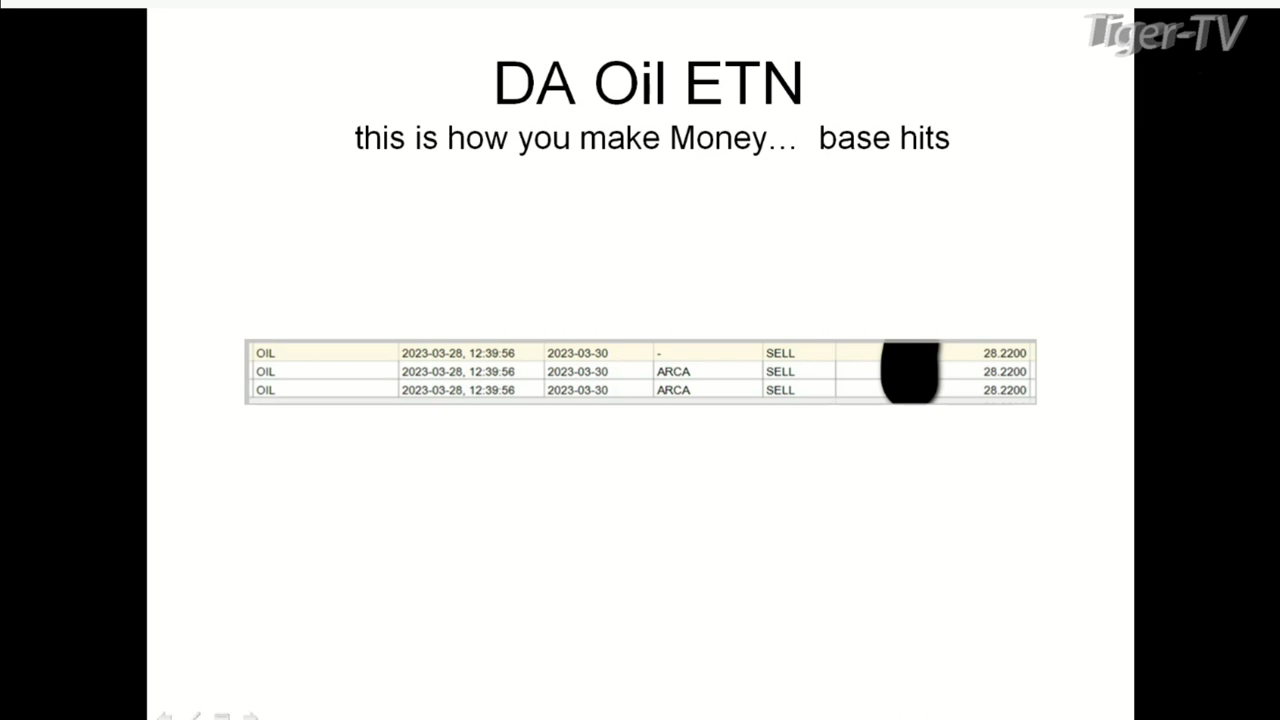 Tiger-TV
DA Oil ETN
this is how you make Money… base hits
OIL 2023-03-28, 12:39:56 2023-03-30 - SELL 28.2200
OIL 2023-03-28, 12:39:56 2023-03-30 ARCA SELL 28.2200
OIL 2023-03-28, 12:39:56 2023-03-30 ARCA SELL 28.2200